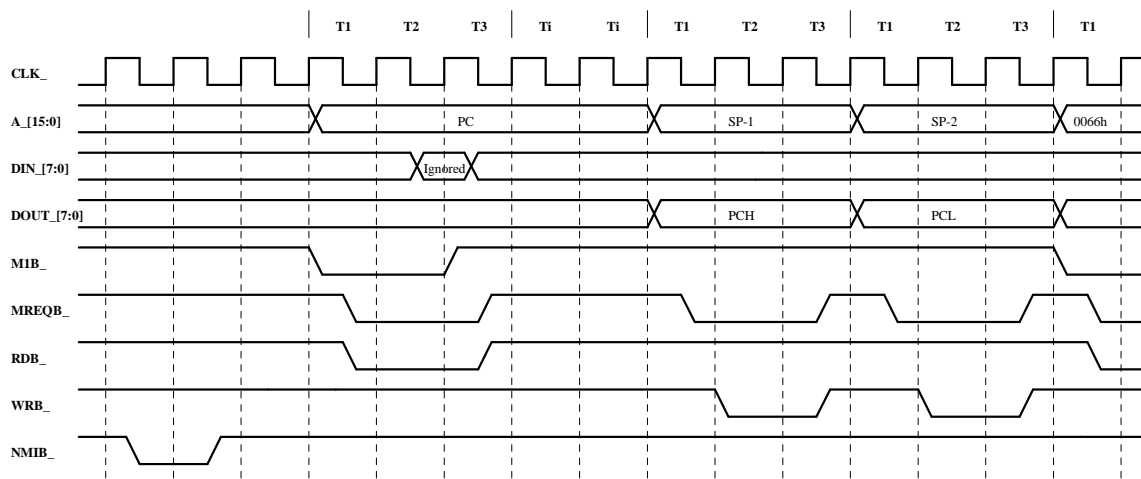 T1 T2 T3 Ti Ti T1 T2 T3 T1 T2 T3 T1
CLK_
A_[15:0] PC SP-1 SP-2 0066h
DIN_[7:0] Ignored
DOUT_[7:0] PCH PCL
M1B_
MREQB_
RDB_
WRB_
NMIB_